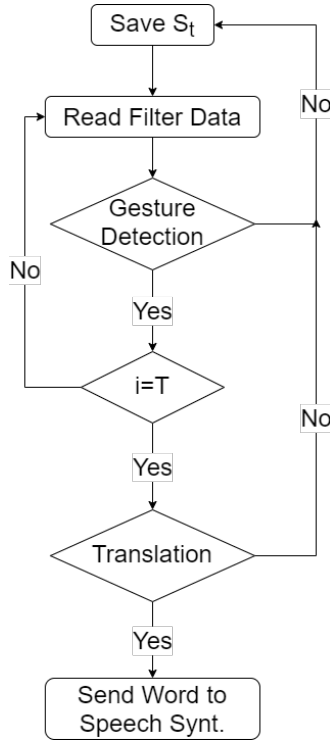 Save Sₜ
No
Read Filter Data
Gesture
Detection
No
Yes
i=T
No
Yes
Translation
Yes
Send Word to
Speech Synt.